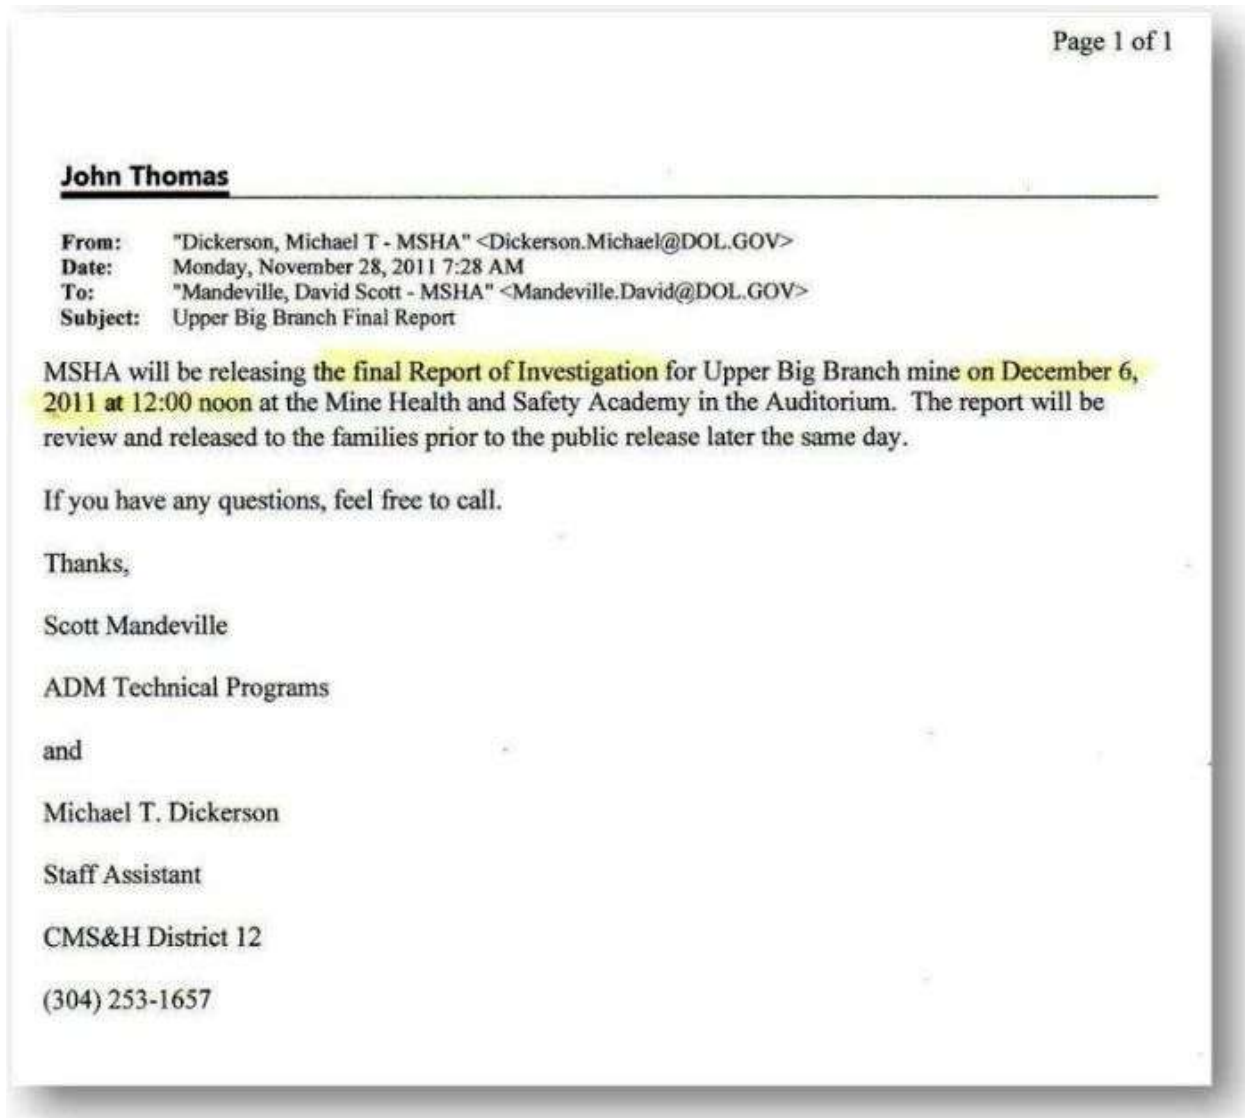 Page 1 of 1
John Thomas
From: "Dickerson, Michael T - MSHA" <Dickerson.Michael@DOL.GOV>
Date: Monday, November 28, 2011 7:28 AM
To: "Mandeville, David Scott - MSHA" <Mandeville.David@DOL.GOV>
Subject: Upper Big Branch Final Report
MSHA will be releasing the final Report of Investigation for Upper Big Branch mine on December 6,
2011 at 12:00 noon at the Mine Health and Safety Academy in the Auditorium. The report will be
review and released to the families prior to the public release later the same day.
If you have any questions, feel free to call.
Thanks,
Scott Mandeville
ADM Technical Programs
and
Michael T. Dickerson
Staff Assistant
CMS&H District 12
(304) 253-1657